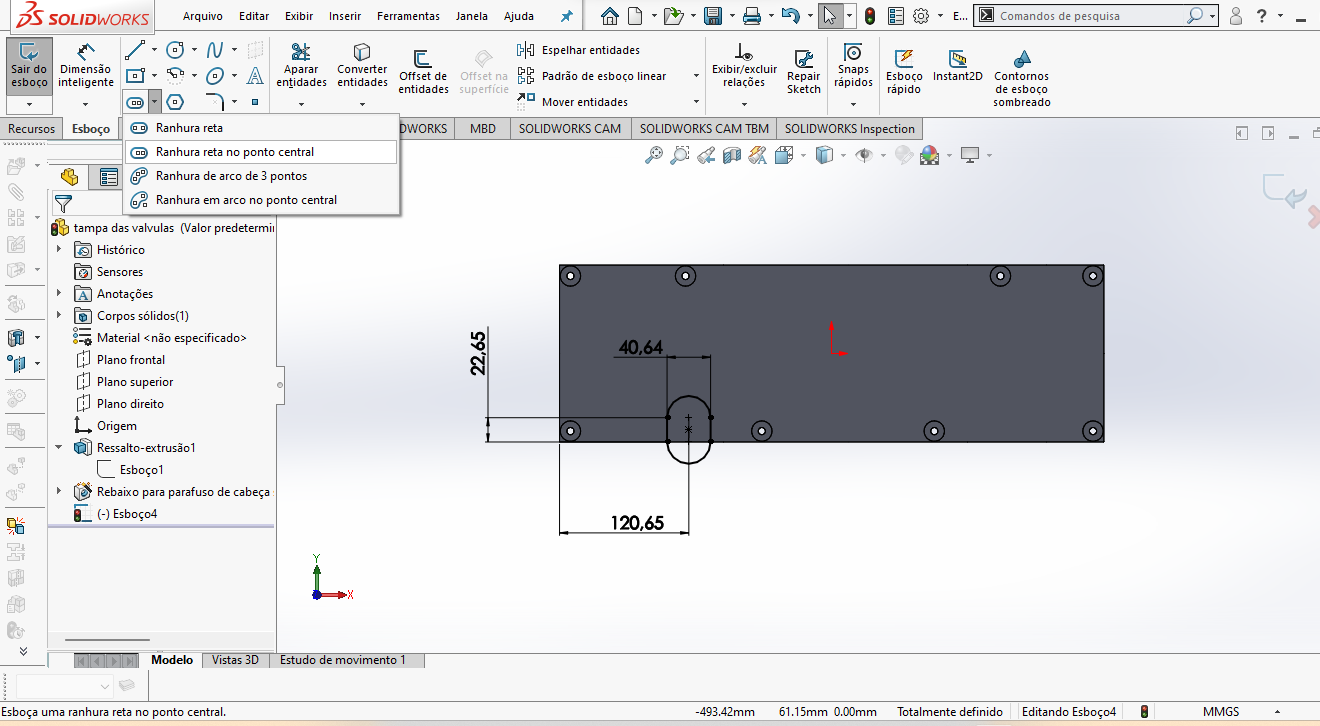 SOLIDWORKS
Arquivo Editar Exibir Inserir Ferramentas Janela Ajuda
E...
Comandos de pesquisa
?
Sair do esboço
Dimensão inteligente
Aparar entidades
Converter entidades
Offset de entidades
Offset na superfície
Espelhar entidades
Padrão de esboço linear
Mover entidades
Exibir/excluir relações
Repair Sketch
Snaps rápidos
Esboço rápido
Instant2D
Contornos de esboço sombreado
Recursos Esboço DWORKS MBD SOLIDWORKS CAM SOLIDWORKS CAM TBM SOLIDWORKS Inspection
Ranhura reta
Ranhura reta no ponto central
Ranhura de arco de 3 pontos
Ranhura em arco no ponto central
tampa das valvulas (Valor predetermi
Histórico
Sensores
Anotações
Corpos sólidos(1)
Material <não especificado>
Plano frontal
Plano superior
Plano direito
Origem
Ressalto-extrusão1
Esboço1
Rebaixo para parafuso de cabeça
(-) Esboço4
22,65
40,64
120,65
Y
X
Modelo Vistas 3D Estudo de movimento 1
Esboça uma ranhura reta no ponto central.
-493.42mm 61.15mm 0.00mm Totalmente definido Editando Esboço4 MMGS